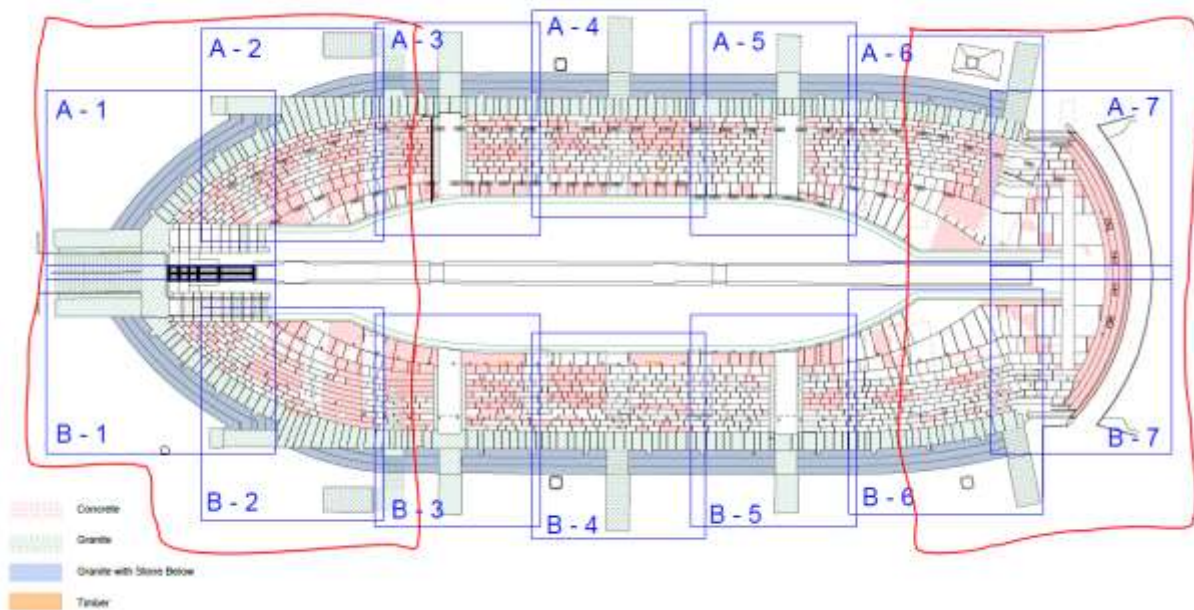 A - 1
A - 2
A - 3
A - 4
A - 5
A - 6
A - 7
B - 1
B - 2
B - 3
B - 4
B - 5
B - 6
B - 7
Concrete
Granite
Granite with Stone Below
Timber